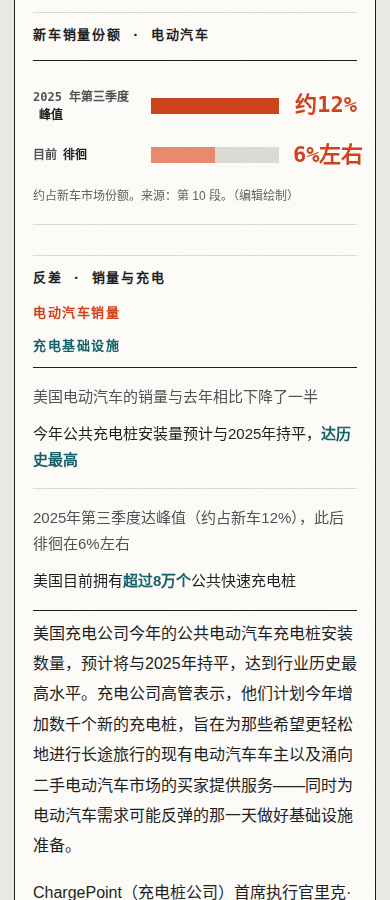 新车销量份额 · 电动汽车
2025 年第三季度
峰值
约12%
目前 徘徊
6%左右
约占新车市场份额。来源：第 10 段。（编辑绘制）
反差 · 销量与充电
电动汽车销量
充电基础设施
美国电动汽车的销量与去年相比下降了一半
今年公共充电桩安装量预计与2025年持平，达历
史最高
2025年第三季度达峰值（约占新车12%），此后
徘徊在6%左右
美国目前拥有超过8万个公共快速充电桩
美国充电公司今年的公共电动汽车充电桩安装
数量，预计将与2025年持平，达到行业历史最
高水平。充电公司高管表示，他们计划今年增
加数千个新的充电桩，旨在为那些希望更轻松
地进行长途旅行的现有电动汽车车主以及涌向
二手电动汽车市场的买家提供服务——同时为
电动汽车需求可能反弹的那一天做好基础设施
准备。
ChargePoint（充电桩公司）首席执行官里克·